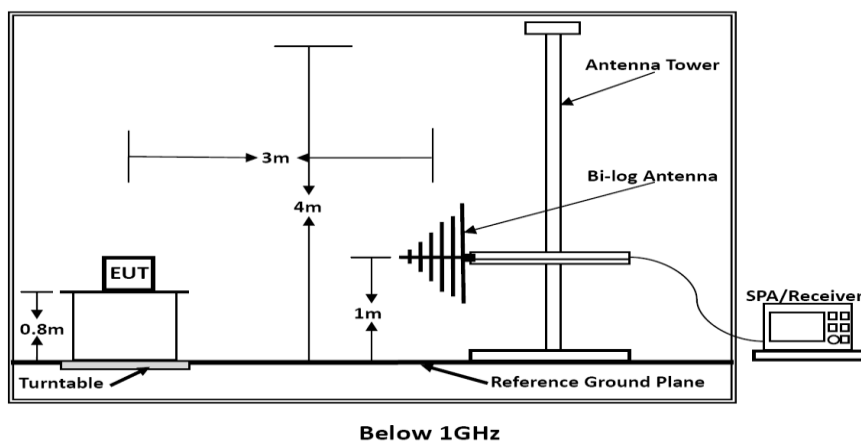 Antenna Tower
3m
Bi-log Antenna
4m
EUT
SPA/Receiver
0.8m
1m
Turntable
Reference Ground Plane
Below 1GHz